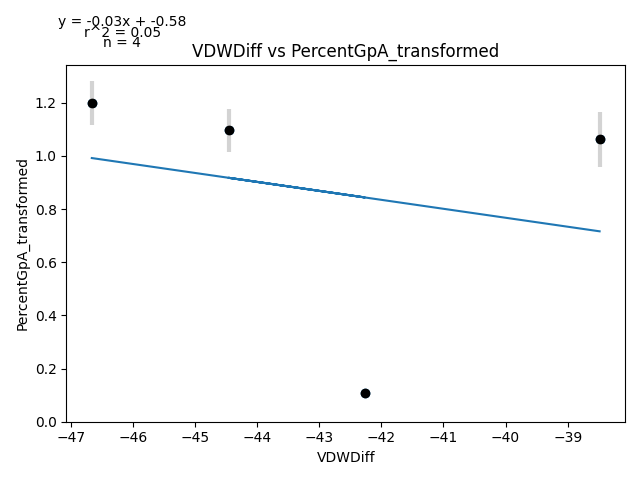 y = -0.03x + -0.58
r^2 = 0.05
n = 4
VDWDiff vs PercentGpA_transformed
1.2
1.0
0.8
0.6
0.4
0.2
0.0
PercentGpA_transformed
−47
−46
−45
−44
−43
−42
−41
−40
−39
VDWDiff